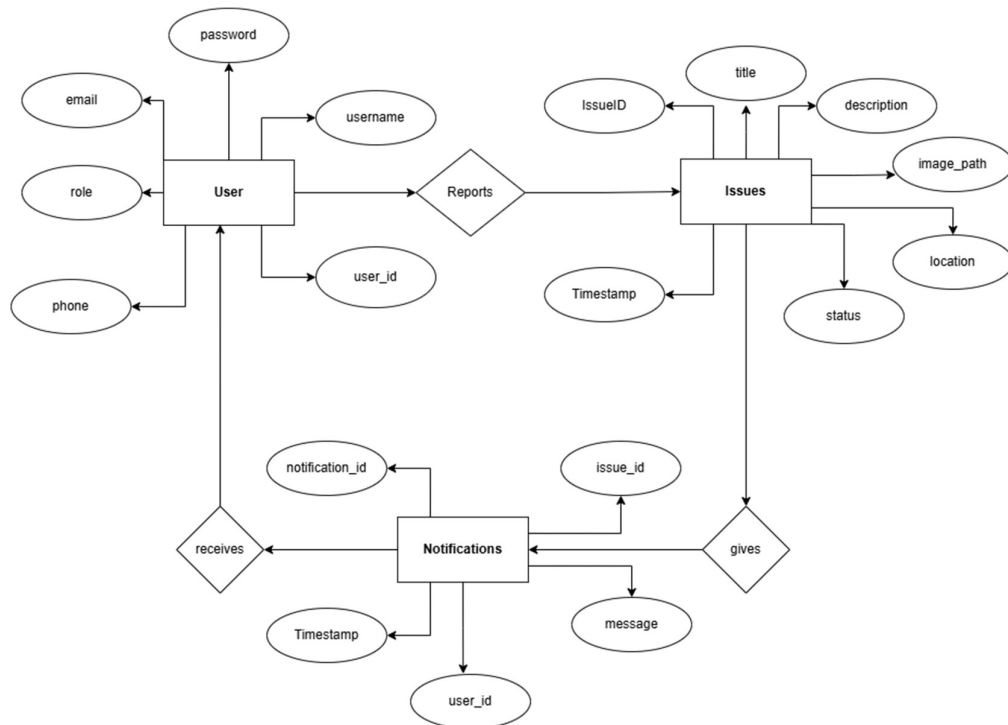 password
title
email
IssueID
description
username
image_path
role
User
Reports
Issues
location
user_id
Timestamp
phone
status
notification_id
issue_id
receives
Notifications
gives
message
Timestamp
user_id